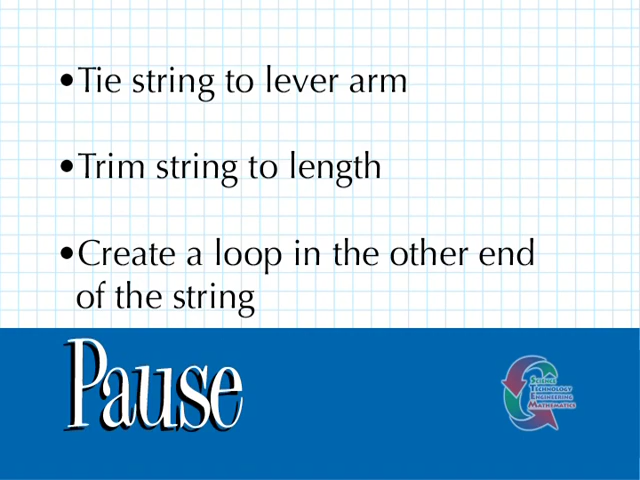 •Tie string to lever arm
•Trim string to length
•Create a loop in the other end
of the string
Pause
Science
Technology
Engineering
Mathematics